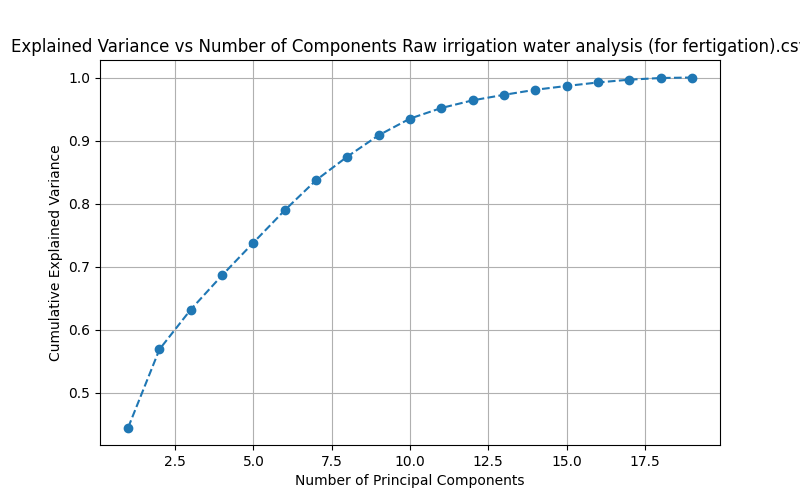 Explained Variance vs Number of Components Raw irrigation water analysis (for fertigation).cs
1.0
0.9
0.8
0.7
0.6
0.5
Cumulative Explained Variance
2.5 5.0 7.5 10.0 12.5 15.0 17.5
Number of Principal Components